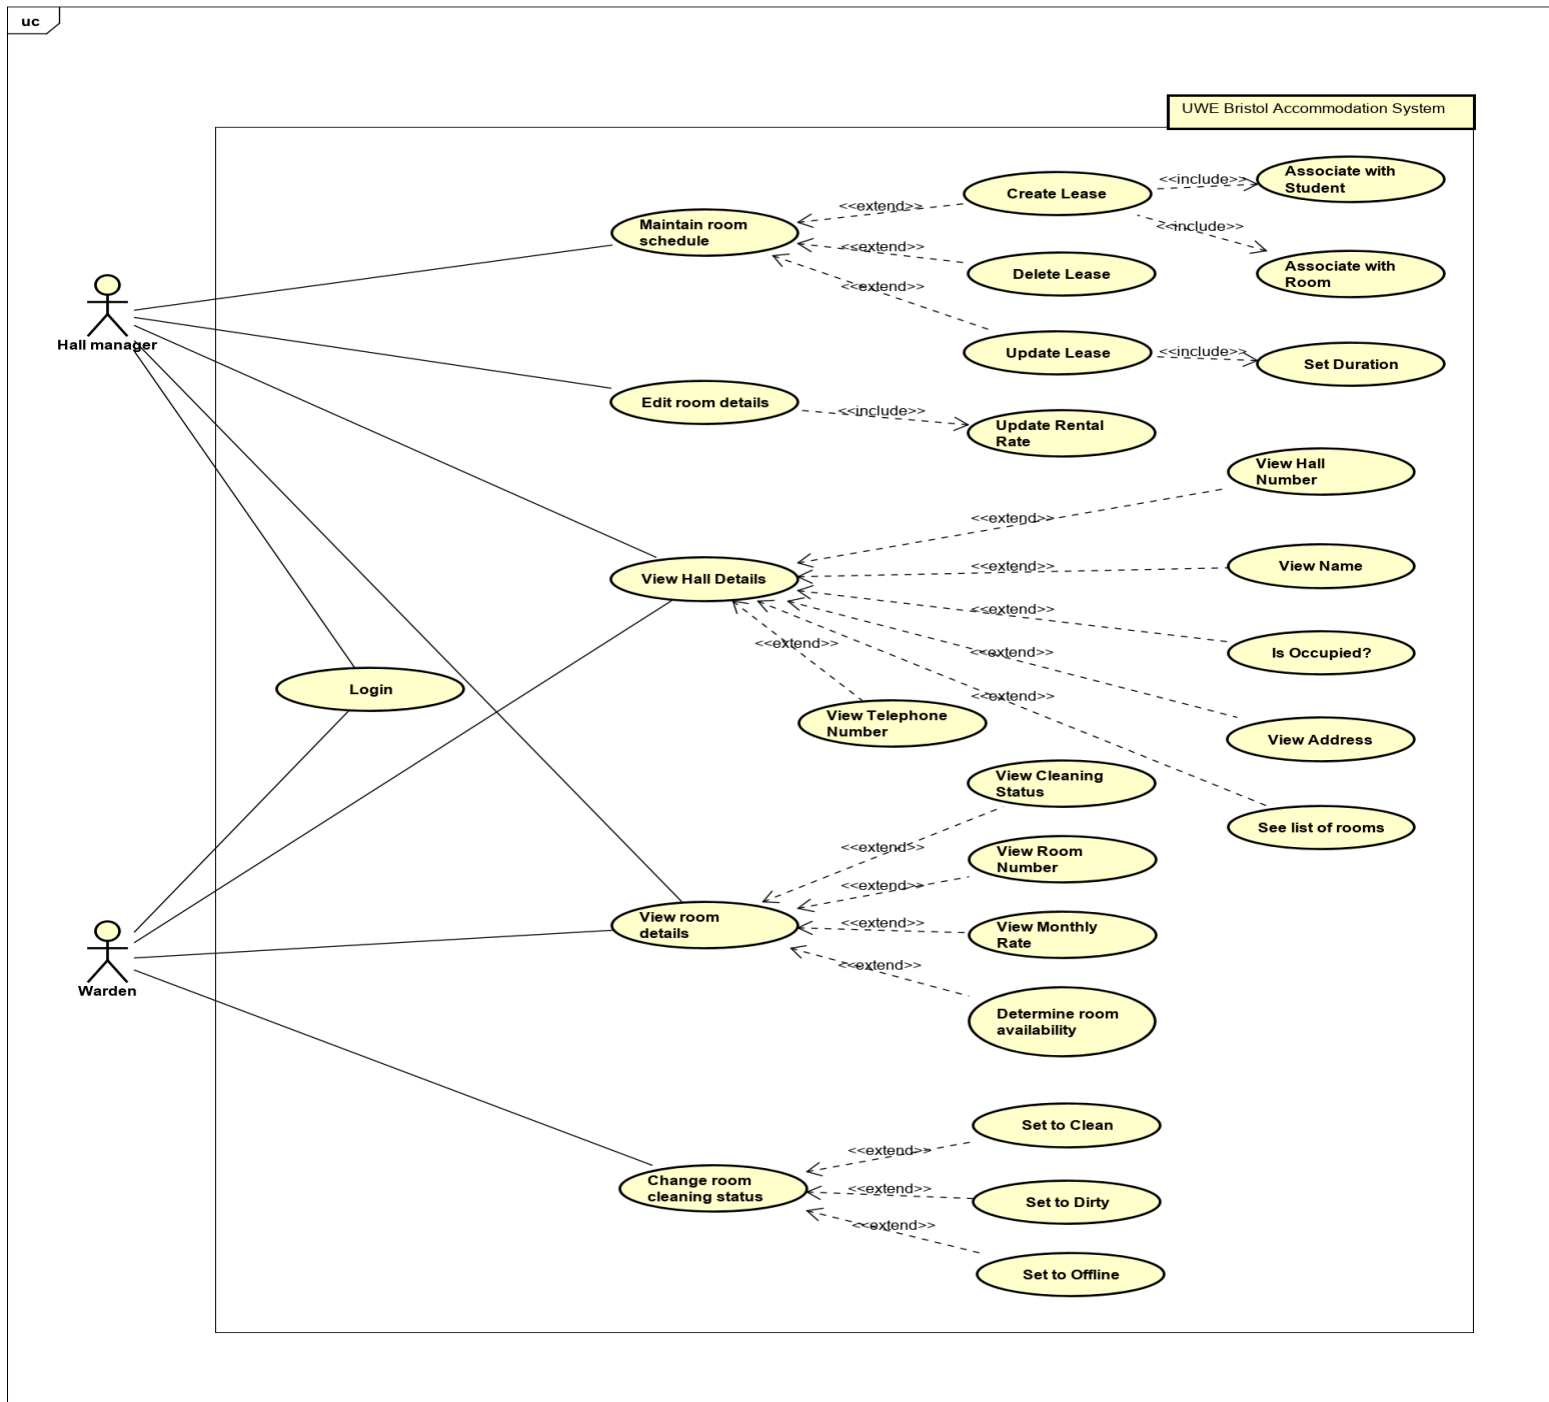 uc
UWE Bristol Accommodation System
Associate with
Student
<<include>>
Create Lease
<<extend>>
Maintain room
schedule
<<include>>
<<extend>>
Delete Lease
Associate with
Room
<<extend>>
Hall manager
Update Lease
<<include>>
Set Duration
Edit room details
<<include>>
Update Rental
Rate
View Hall
Number
<<extend>>
View Hall Details
<<extend>>
View Name
<<extend>>
<<extend>>
<<extend>>
Is Occupied?
Login
<<extend>>
View Telephone
Number
View Address
View Cleaning
Status
See list of rooms
<<extend>>
View Room
Number
<<extend>>
View room
details
<<extend>>
View Monthly
Rate
<<extend>>
Warden
Determine room
availability
Set to Clean
<<extend>>
Change room
cleaning status
<<extend>>
Set to Dirty
<<extend>>
Set to Offline